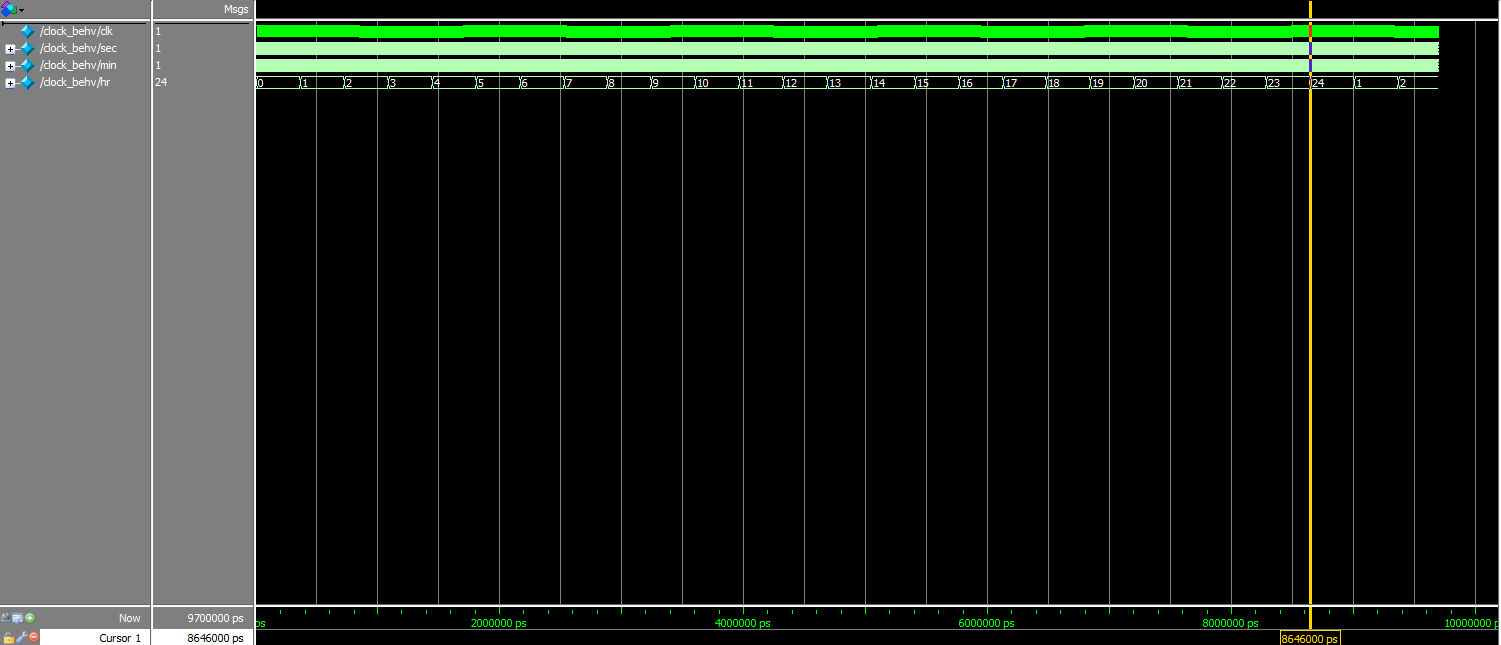 Msgs
/clock_behv/clk 1
/clock_behv/sec 1
/clock_behv/min 1
/clock_behv/hr 24 0 1 2 3 4 5 6 7 8 9 10 11 12 13 14 15 16 17 18 19 20 21 22 23 24 1 2
Now 9700000 ps ps 2000000 ps 4000000 ps 6000000 ps 8000000 ps 10000000 p
Cursor 1 8646000 ps 8646000 ps